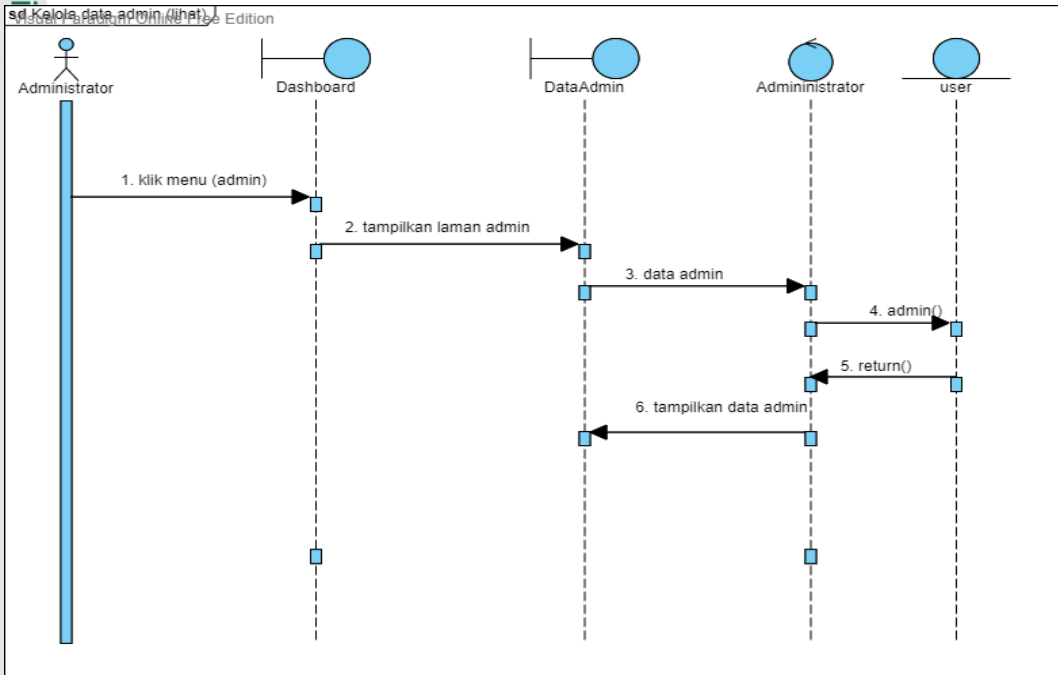 sd Kelola data admin (lihat)
Visual Paradigm Online Free Edition
Administrator
Dashboard
DataAdmin
Admininistrator
user
1. klik menu (admin)
2. tampilkan laman admin
3. data admin
4. admin()
5. return()
6. tampilkan data admin